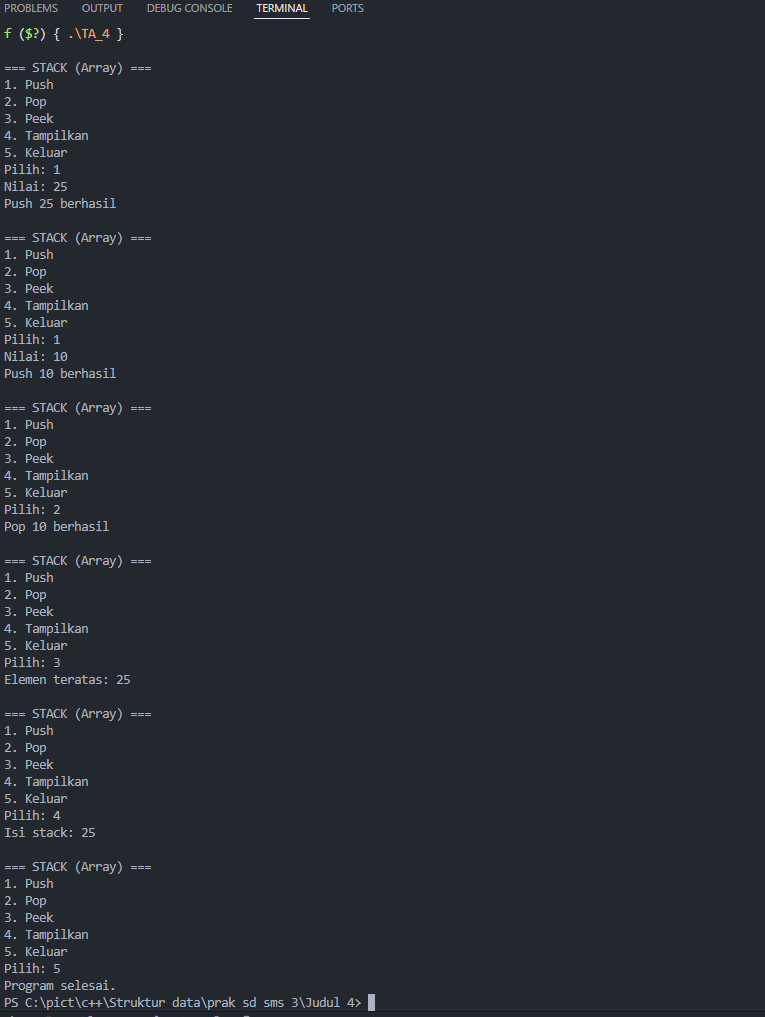 PROBLEMS OUTPUT DEBUG CONSOLE TERMINAL PORTS
f ($?) { .\TA_4 }
=== STACK (Array) ===
1. Push
2. Pop
3. Peek
4. Tampilkan
5. Keluar
Pilih: 1
Nilai: 25
Push 25 berhasil
=== STACK (Array) ===
1. Push
2. Pop
3. Peek
4. Tampilkan
5. Keluar
Pilih: 1
Nilai: 10
Push 10 berhasil
=== STACK (Array) ===
1. Push
2. Pop
3. Peek
4. Tampilkan
5. Keluar
Pilih: 2
Pop 10 berhasil
=== STACK (Array) ===
1. Push
2. Pop
3. Peek
4. Tampilkan
5. Keluar
Pilih: 3
Elemen teratas: 25
=== STACK (Array) ===
1. Push
2. Pop
3. Peek
4. Tampilkan
5. Keluar
Pilih: 4
Isi stack: 25
=== STACK (Array) ===
1. Push
2. Pop
3. Peek
4. Tampilkan
5. Keluar
Pilih: 5
Program selesai.
PS C:\pict\c++\Struktur data\prak sd sms 3\Judul 4>